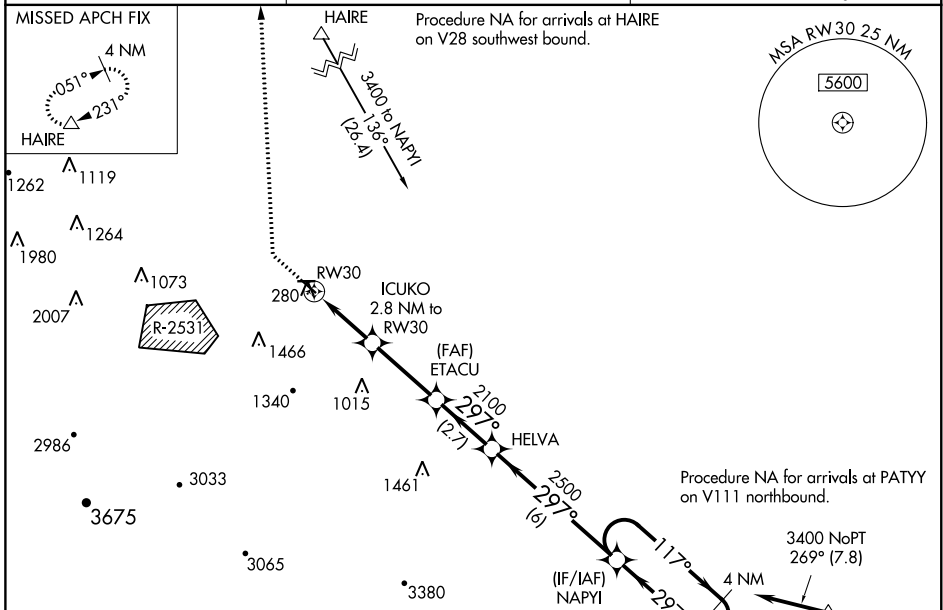 MISSED APCH FIX
4 NM
051°
231°
HAIRE
HAIRE
3400 to NAPYI
136°
(26.4)
Procedure NA for arrivals at HAIRE
on V28 southwest bound.
MSA RW30 25 NM
5600
1262
1119
1264
1980
1073
2007
R-2531
280
RW30
ICUKO
2.8 NM to
RW30
1466
(FAF)
ETACU
1340
1015
2100
297°
(2.7)
HELVA
2986
3033
1461
2500
297°
(6)
3675
Procedure NA for arrivals at PATYY
on V111 northbound.
3400 NoPT
269° (7.8)
117°
4 NM
3065
3380
(IF/IAF)
NAPYI